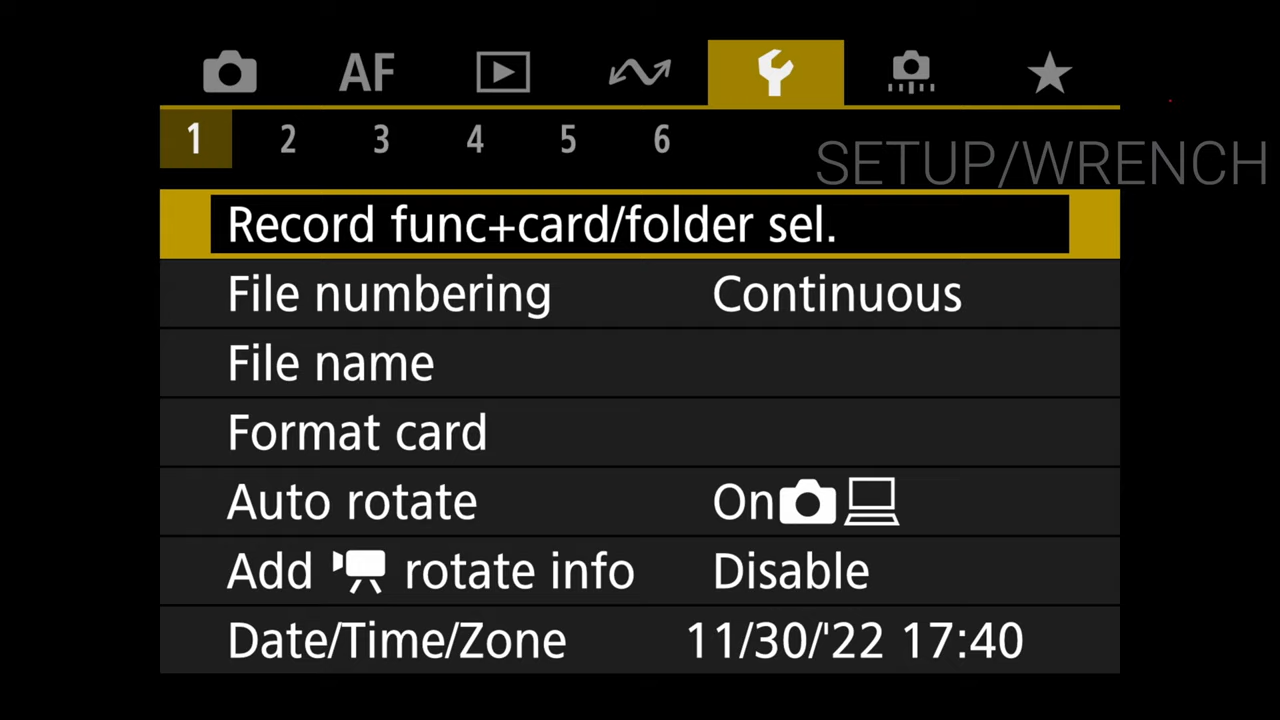 AF
1 2 3 4 5 6
SETUP/WRENCH
Record func+card/folder sel.
File numbering Continuous
File name
Format card
Auto rotate On
Add rotate info Disable
Date/Time/Zone 11/30/'22 17:40